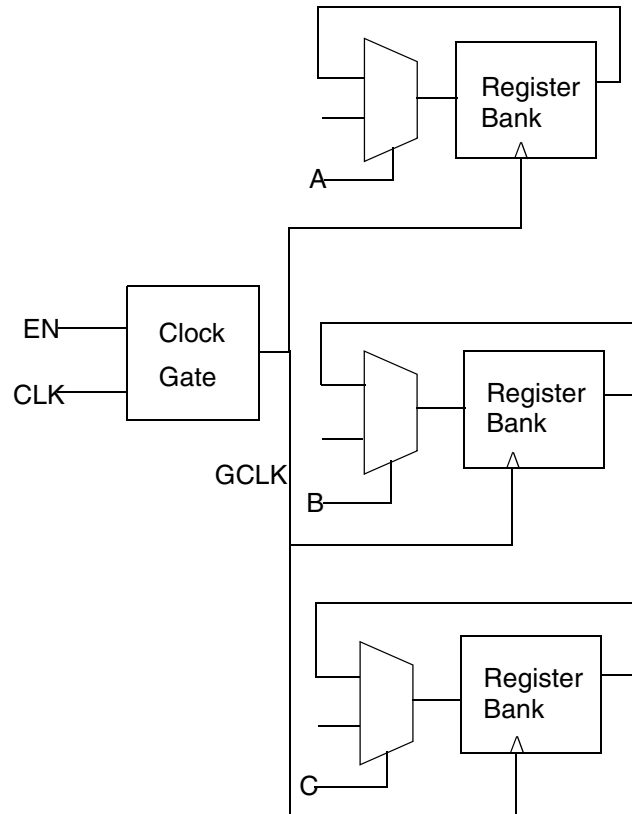 Register
Bank
A
EN
CLK
Clock
Gate
GCLK
Register
Bank
B
Register
Bank
C